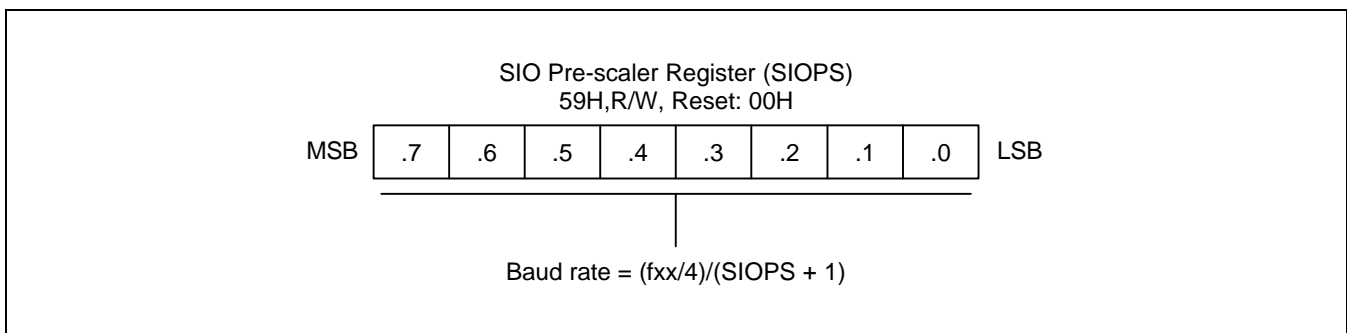 SIO Pre-scaler Register (SIOPS)
59H,R/W, Reset: 00H
MSB .7 .6 .5 .4 .3 .2 .1 .0 LSB
Baud rate = (fxx/4)/(SIOPS + 1)